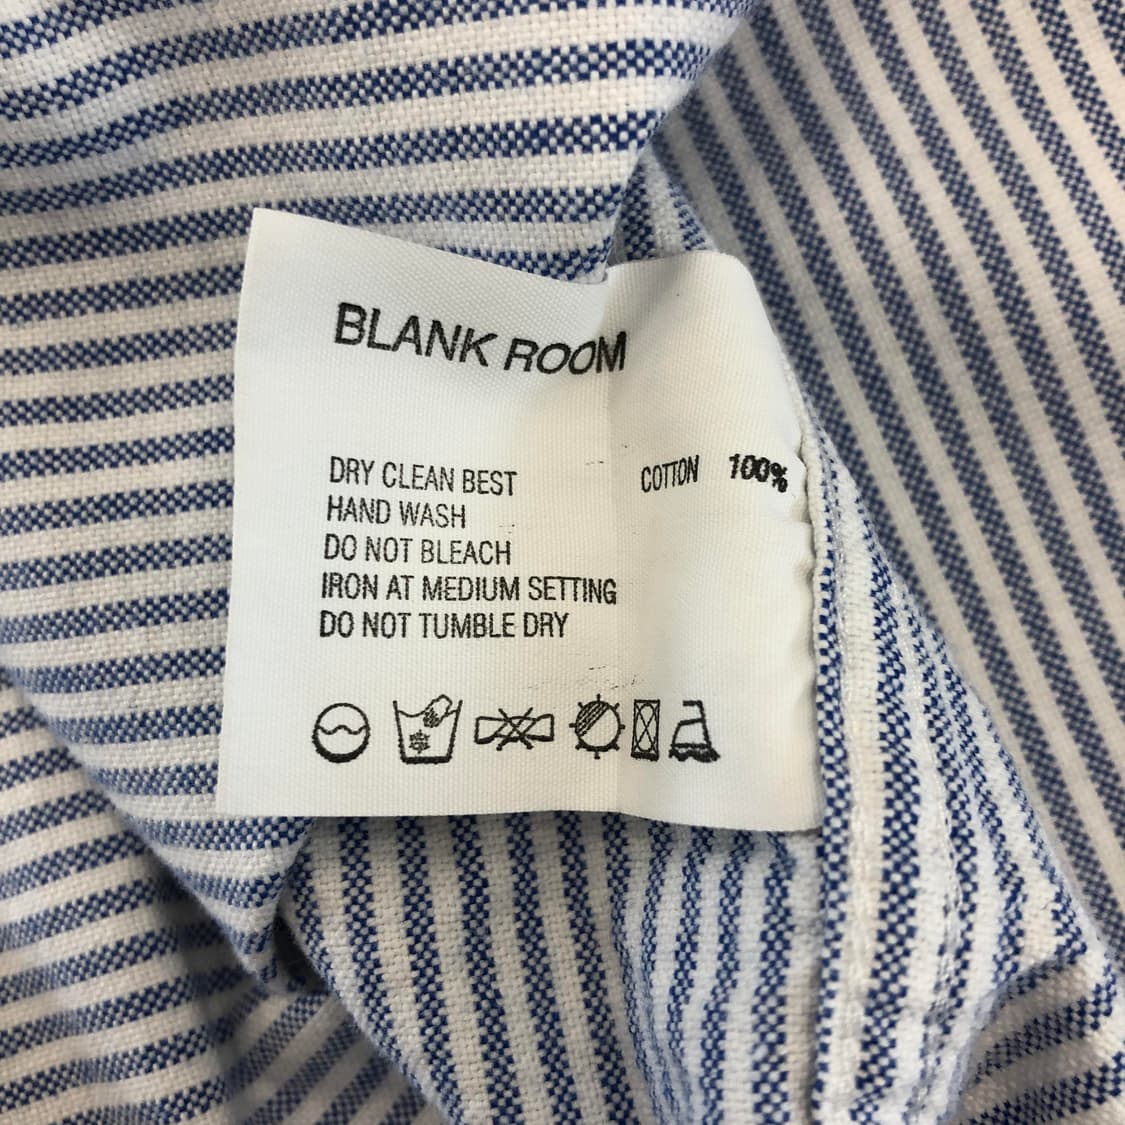 BLANK ROOM
DRY CLEAN BEST
HAND WASH
DO NOT BLEACH
IRON AT MEDIUM SETTING
DO NOT TUMBLE DRY
COTTON 100%